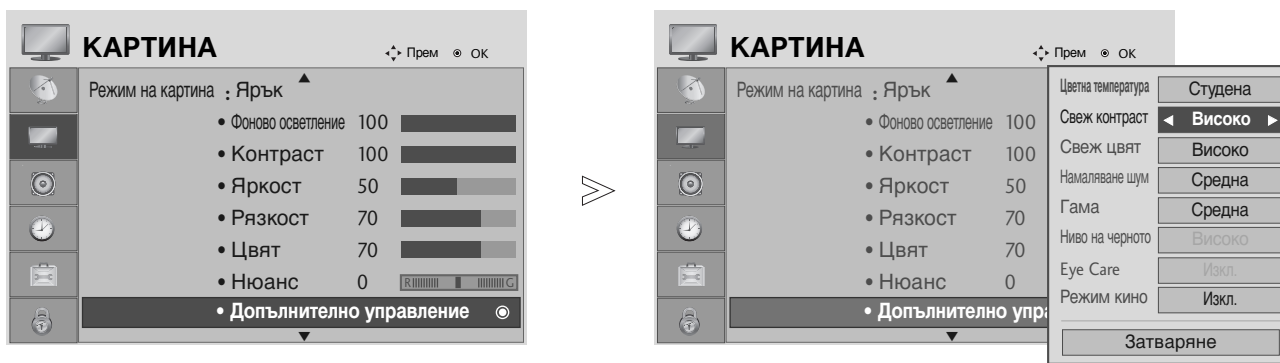 КАРТИНА
Прем OK
Режим на картина : Ярък
• Фоново осветление 100
• Контраст 100
• Яркост 50
• Рязкост 70
• Цвят 70
• Нюанс 0 R G
• Допълнително управление
КАРТИНА
Прем OK
Режим на картина : Ярък
• Фоново осветление 100
• Контраст 100
• Яркост 50
• Рязкост 70
• Цвят 70
• Нюанс 0
• Допълнително упра
Цветна температура Студена
Свеж контраст Високо
Свеж цвят Високо
Намаляване шум Средна
Гама Средна
Ниво на черното Високо
Eye Care Изкл.
Режим кино Изкл.
Затваряне